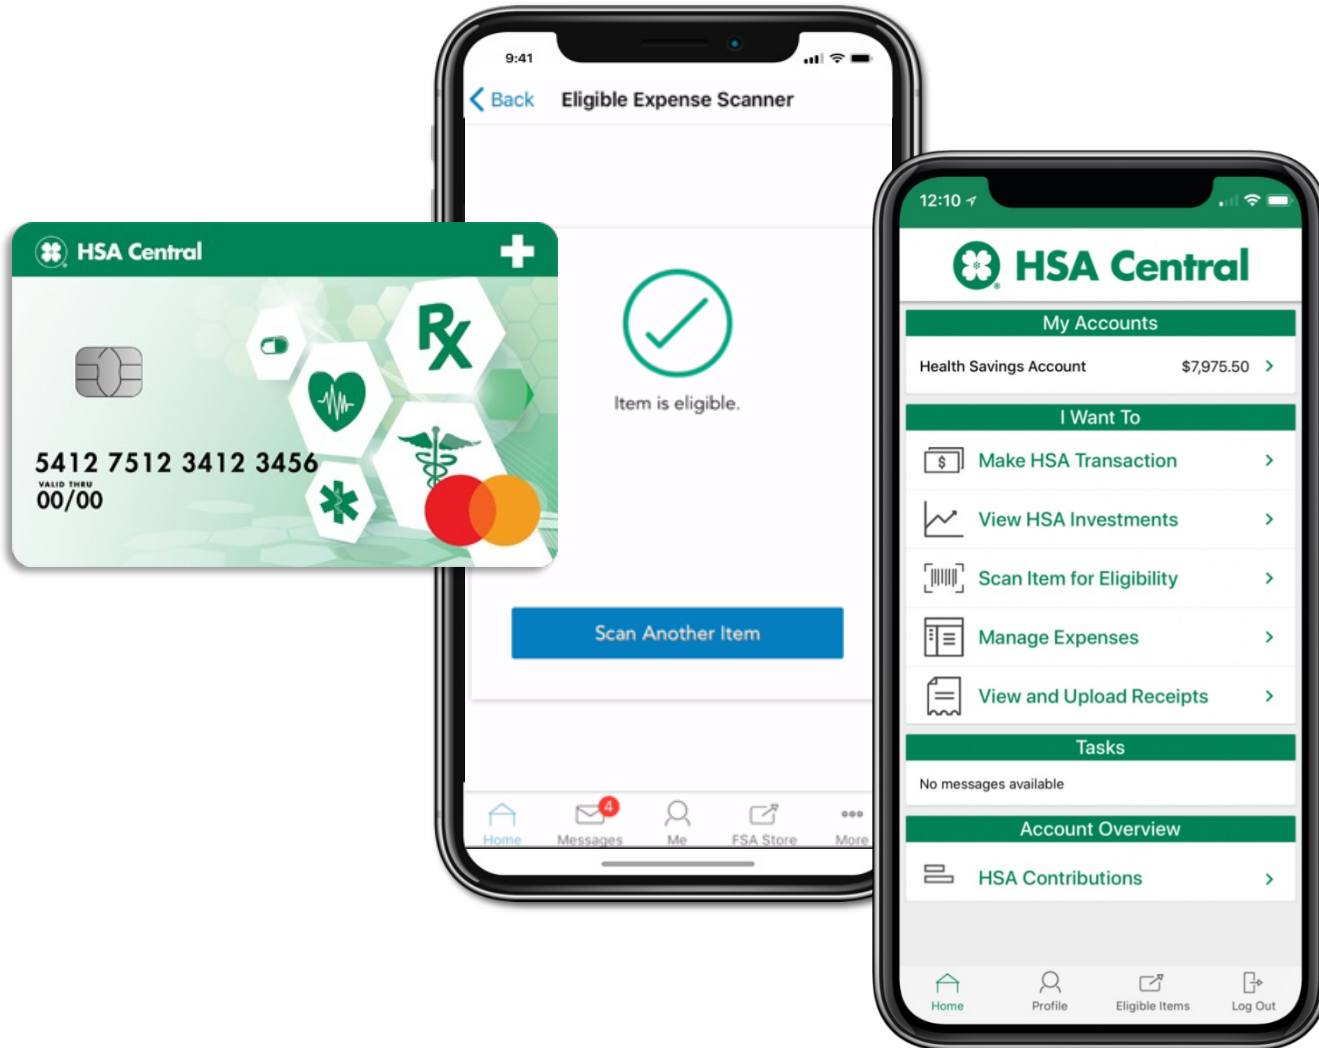 HSA Central
5412 7512 3412 3456
VALID THRU
00/00
Rx
9:41
Back Eligible Expense Scanner
Item is eligible.
Scan Another Item
4
Home Messages Me FSA Store More
12:10
HSA Central
My Accounts
Health Savings Account $7,975.50
I Want To
$
Make HSA Transaction
View HSA Investments
Scan Item for Eligibility
Manage Expenses
View and Upload Receipts
Tasks
No messages available
Account Overview
HSA Contributions
Home Profile Eligible Items Log Out